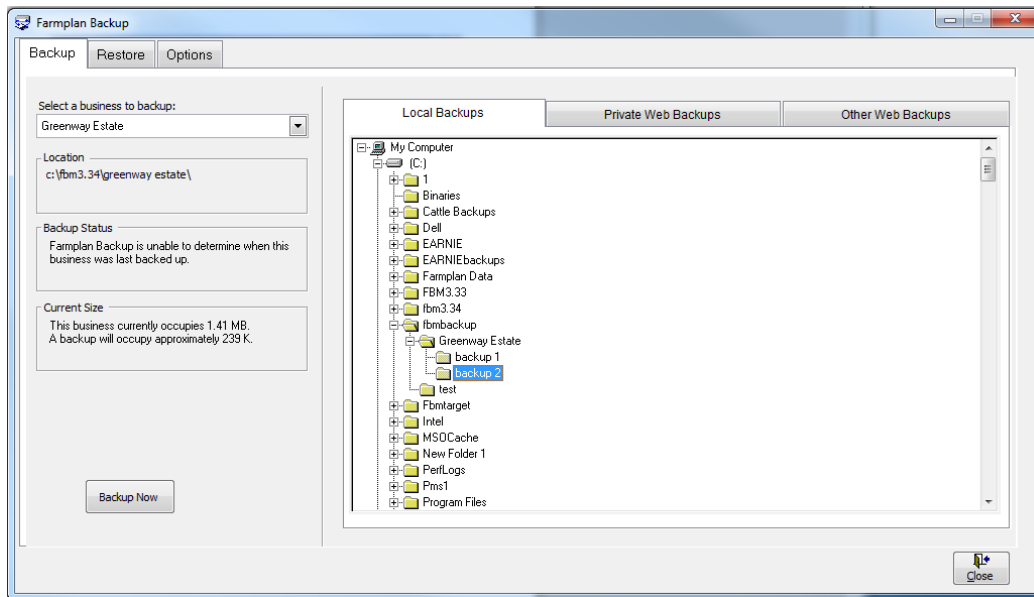 Farmplan Backup
Backup
Restore
Options
Select a business to backup:
Greenway Estate
Location
c:\fbm3.34\greenway estate\
Backup Status
Farmplan Backup is unable to determine when this
business was last backed up.
Current Size
This business currently occupies 1.41 MB.
A backup will occupy approximately 239 K.
Backup Now
Local Backups
Private Web Backups
Other Web Backups
My Computer
(C:)
1
Binaries
Cattle Backups
Dell
EARNIE
EARNIEbackups
Farmplan Data
FBM3.33
fbm3.34
fbmbackup
Greenway Estate
backup 1
backup 2
test
Fbmtarget
Intel
MSOCache
New Folder 1
PerfLogs
Pms1
Program Files
Close